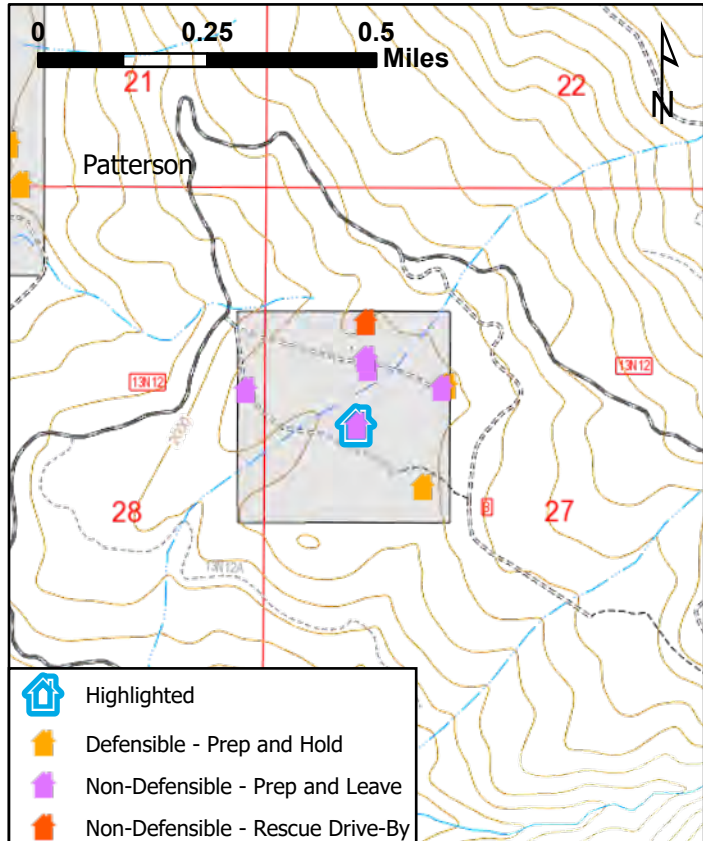 0 0.25 0.5
Miles
N
21
22
Patterson
13N12
13N12
2000
28
27
13N12A
Highlighted
Defensible - Prep and Hold
Non-Defensible - Prep and Leave
Non-Defensible - Rescue Drive-By